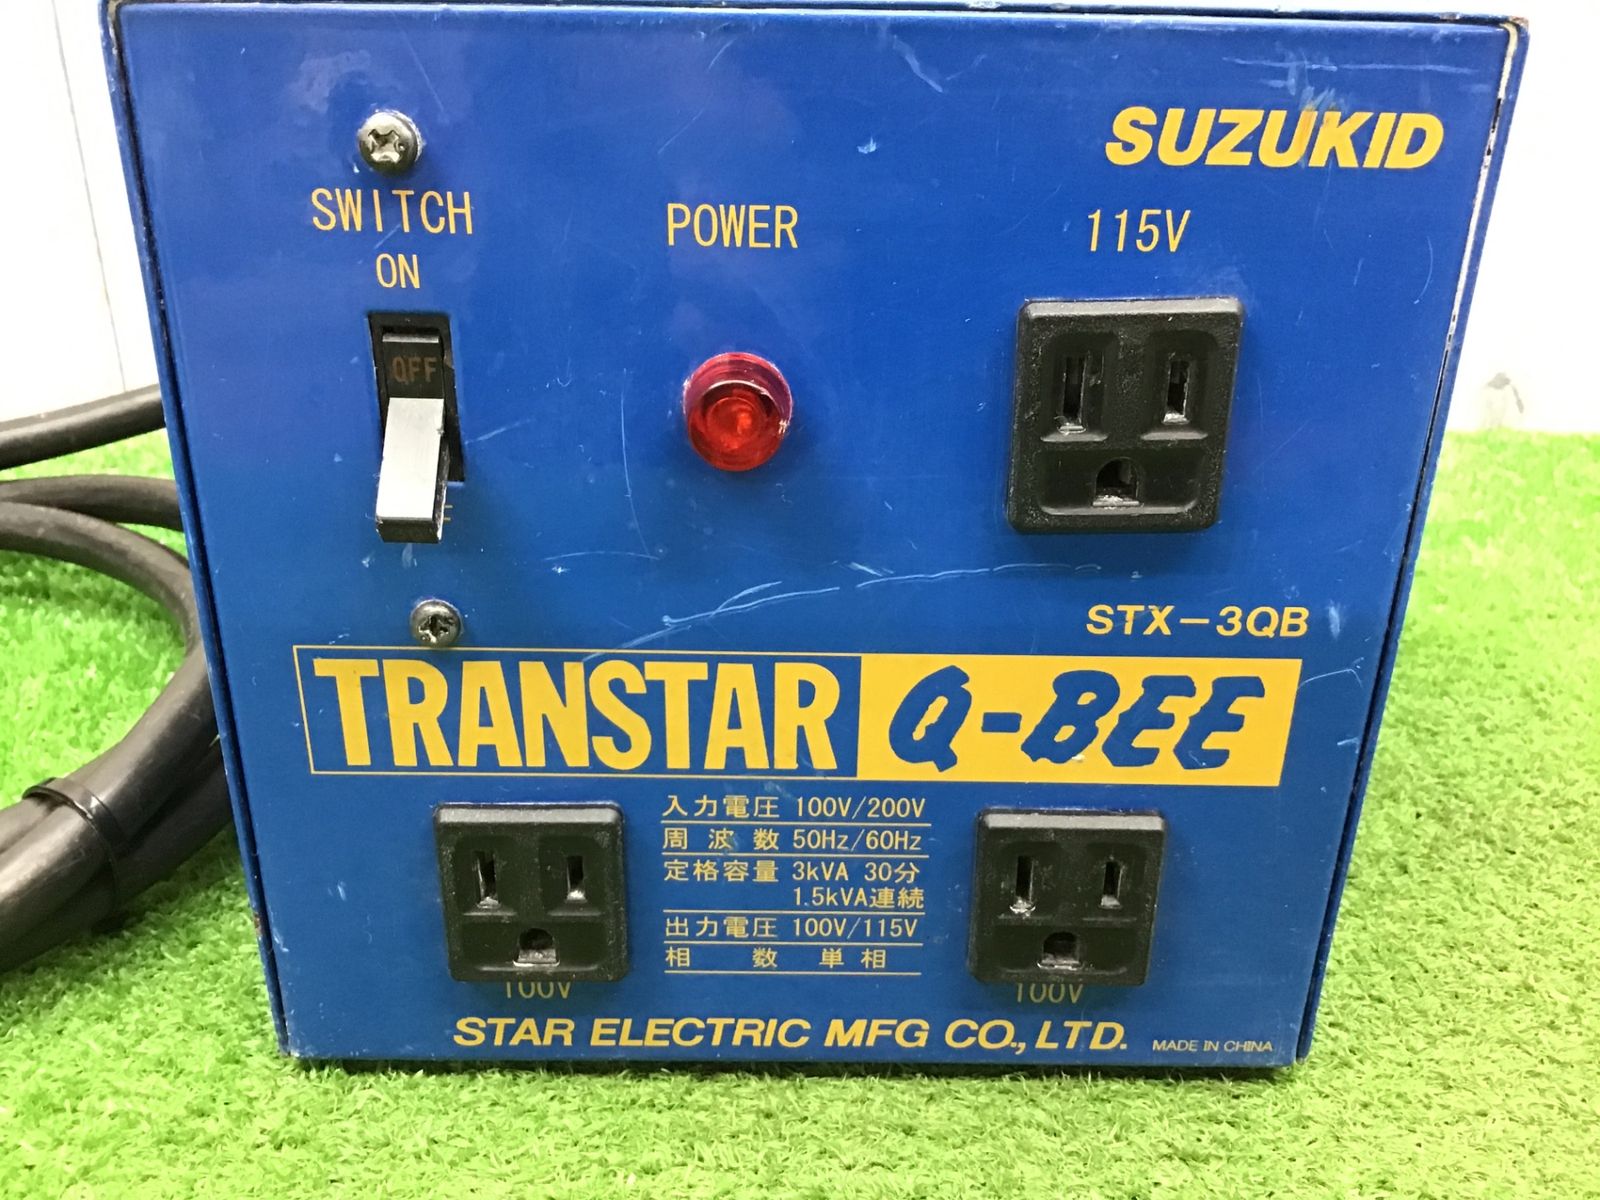 SUZUKID
SWITCH
ON
OFF
POWER
115V
STX-3QB
TRANSTAR Q-BEE
入力電圧 100V/200V
周波数 50Hz/60Hz
定格容量 3kVA 30分
1.5kVA連続
出力電圧 100V/115V
相数 単相
100V
100V
STAR ELECTRIC MFG CO., LTD.
MADE IN CHINA